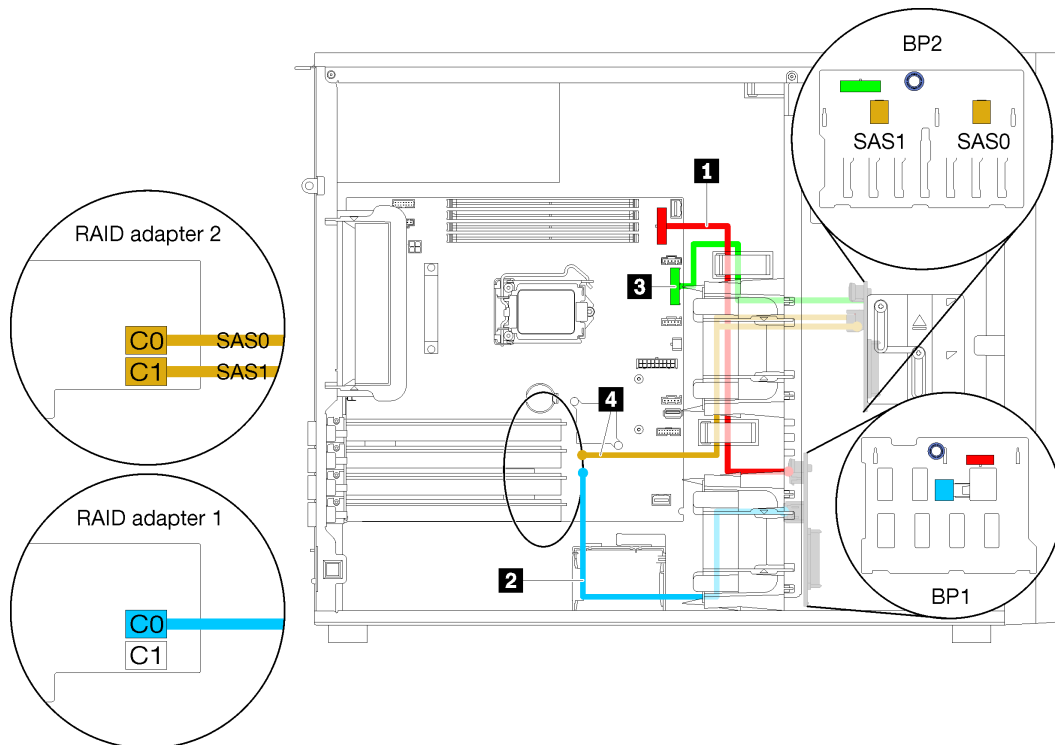 BP2
SAS1 SAS0
1
RAID adapter 2
3
C0 SAS0
C1 SAS1
4
RAID adapter 1
2
BP1
C0
C1